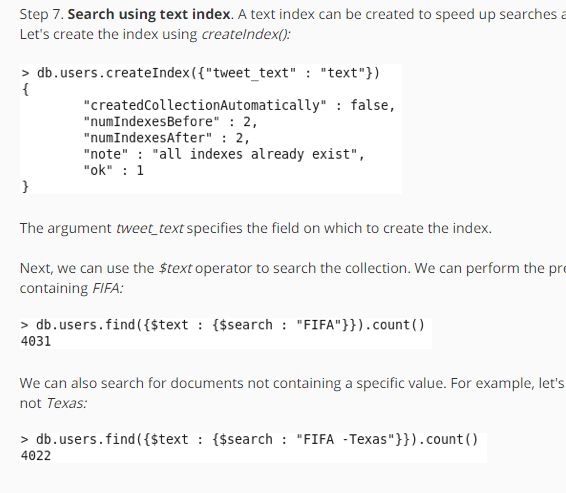 Step 7. Search using text index. A text index can be created to speed up searches
Let's create the index using createIndex():
> db.users.createIndex({"tweet_text" : "text"})
{
"createdCollectionAutomatically" : false,
"numIndexesBefore" : 2,
"numIndexesAfter" : 2,
"note" : "all indexes already exist",
"ok" : 1
}
The argument tweet_text specifies the field on which to create the index.
Next, we can use the $text operator to search the collection. We can perform the
containing FIFA:
> db.users.find({$text : {$search : "FIFA"}}).count()
4031
We can also search for documents not containing a specific value. For example, let's
not Texas:
> db.users.find({$text : {$search : "FIFA -Texas"}}).count()
4022